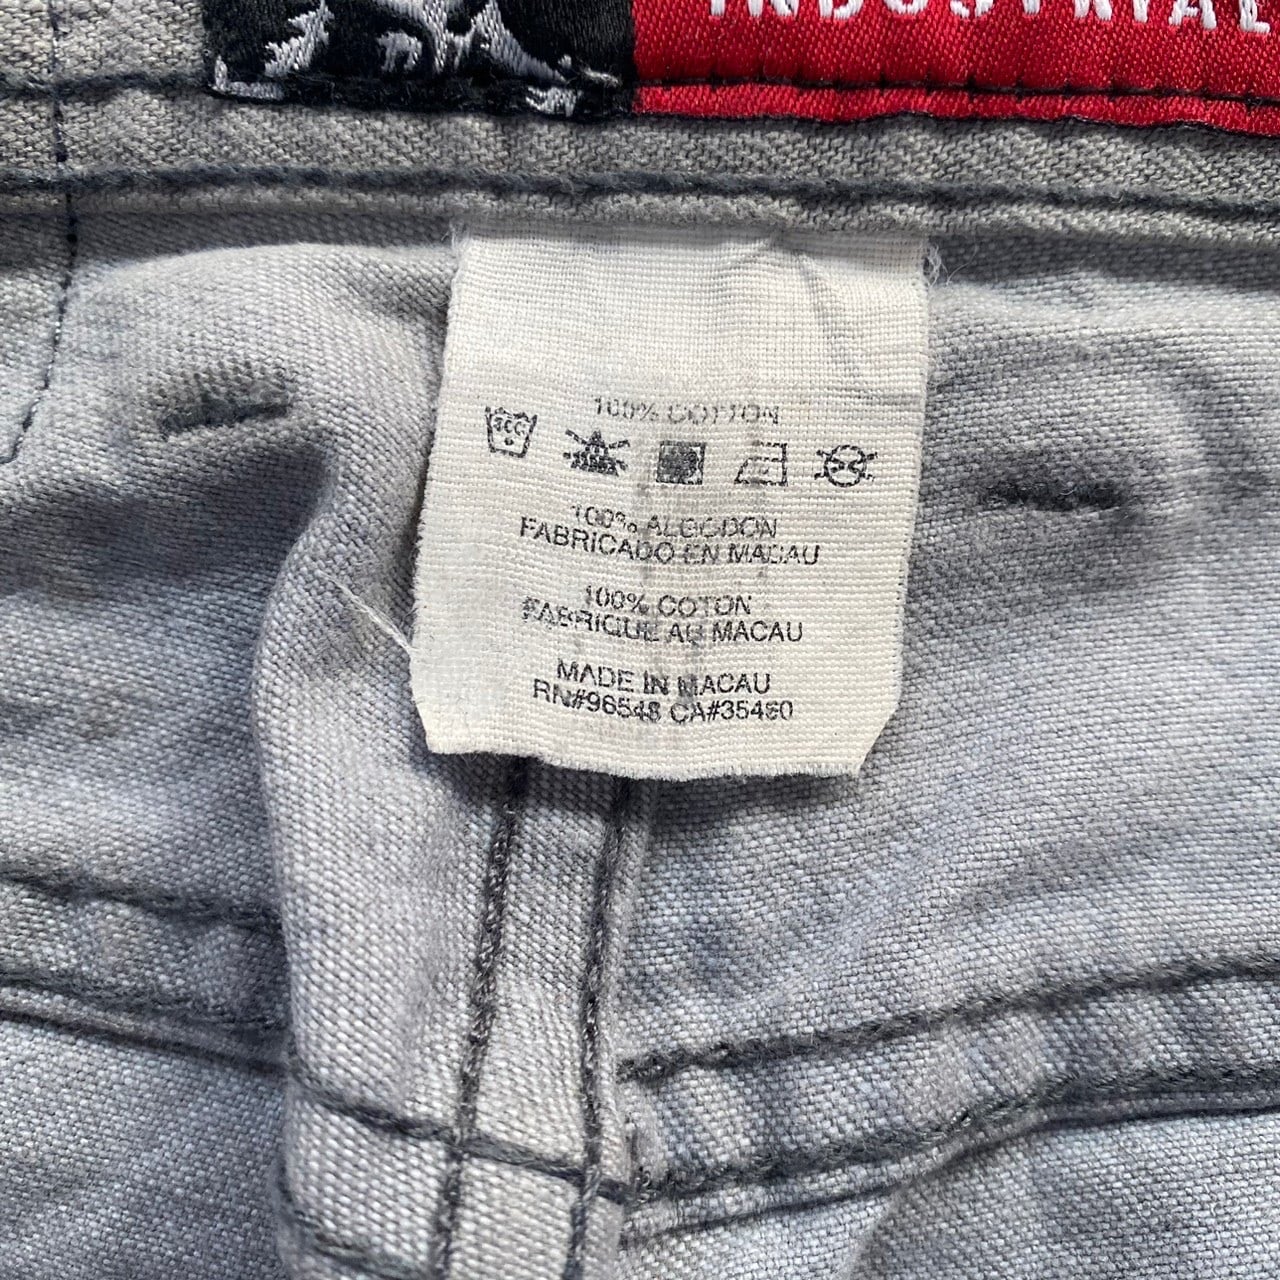 INDUSTRIAL
100% COTTON
100% ALGODON
FABRICADO EN MACAU
100% COTON
FABRIQUE AU MACAU
MADE IN MACAU
RN#96548 CA#35480